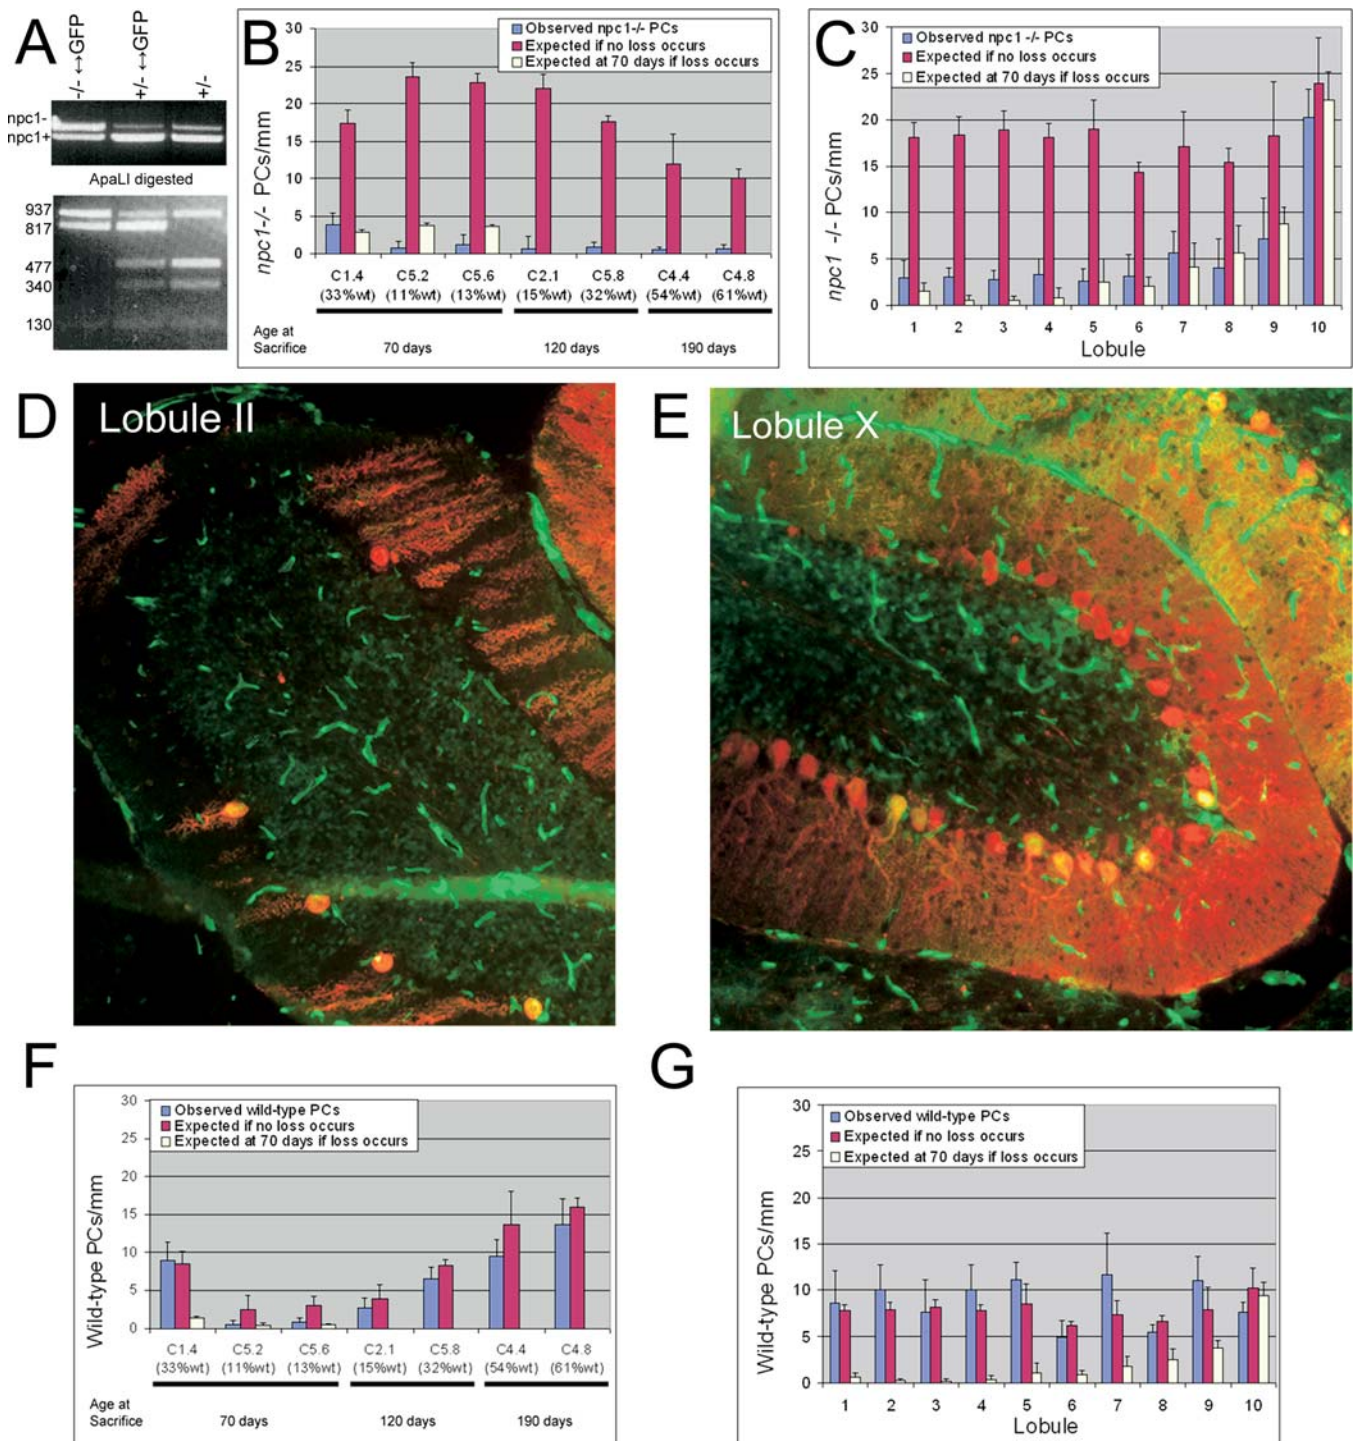 A
-/- ↔GFP
+/- ↔GFP
+/-
npc1-
npc1+
ApaLI digested
937
817
477
340
130
B
Observed npc1-/- PCs
Expected if no loss occurs
Expected at 70 days if loss occurs
npc1-/- PCs/mm
30
25
20
15
10
5
0
C1.4 C5.2 C5.6 C2.1 C5.8 C4.4 C4.8
(33%wt) (11%wt) (13%wt) (15%wt) (32%wt) (54%wt) (61%wt)
Age at
Sacrifice 70 days 120 days 190 days
C
Observed npc1 -/- PCs
Expected if no loss occurs
Expected at 70 days if loss occurs
npc1 -/- PCs/mm
30
25
20
15
10
5
0
1 2 3 4 5 6 7 8 9 10
Lobule
D
Lobule II
E
Lobule X
F
Observed wild-type PCs
Expected if no loss occurs
Expected at 70 days if loss occurs
Wild-type PCs/mm
30
25
20
15
10
5
0
C1.4 C5.2 C5.6 C2.1 C5.8 C4.4 C4.8
(33%wt) (11%wt) (13%wt) (15%wt) (32%wt) (54%wt) (61%wt)
Age at
Sacrifice 70 days 120 days 190 days
G
Observed wild-type PCs
Expected if no loss occurs
Expected at 70 days if loss occurs
Wild-type PCs/mm
30
25
20
15
10
5
0
1 2 3 4 5 6 7 8 9 10
Lobule